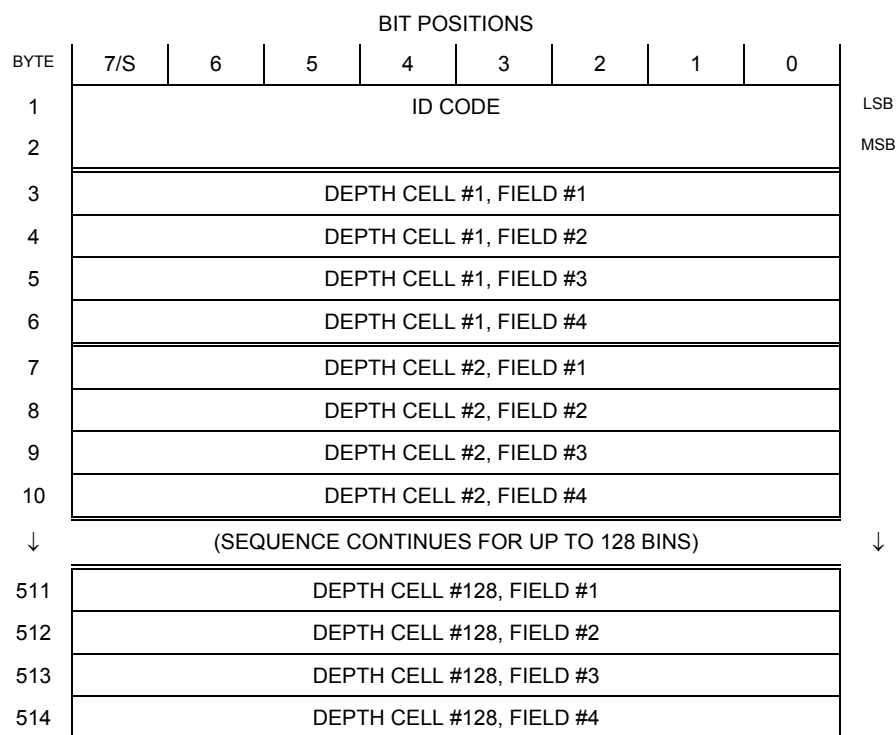 BIT POSITIONS
BYTE 7/S 6 5 4 3 2 1 0
1 ID CODE LSB
2 MSB
3 DEPTH CELL #1, FIELD #1
4 DEPTH CELL #1, FIELD #2
5 DEPTH CELL #1, FIELD #3
6 DEPTH CELL #1, FIELD #4
7 DEPTH CELL #2, FIELD #1
8 DEPTH CELL #2, FIELD #2
9 DEPTH CELL #2, FIELD #3
10 DEPTH CELL #2, FIELD #4
↓ (SEQUENCE CONTINUES FOR UP TO 128 BINS) ↓
511 DEPTH CELL #128, FIELD #1
512 DEPTH CELL #128, FIELD #2
513 DEPTH CELL #128, FIELD #3
514 DEPTH CELL #128, FIELD #4